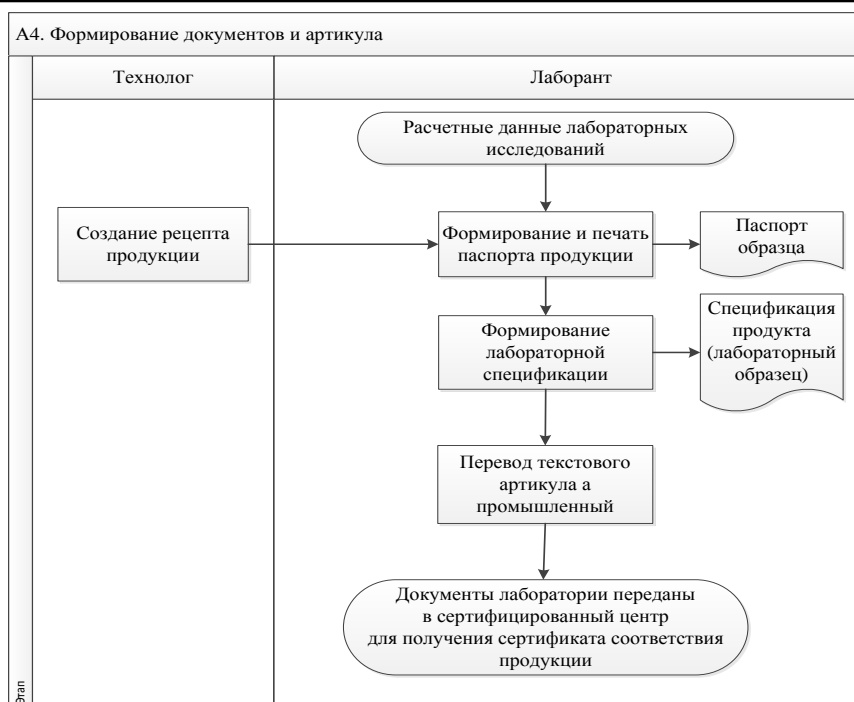 А4. Формирование документов и артикула
Технолог
Лаборант
Расчетные данные лабораторных
исследований
Создание рецепта
продукции
Формирование и печать
паспорта продукции
Паспорт
образца
Формирование
лабораторной
спецификации
Спецификация
продукта
(лабораторный
образец)
Перевод текстового
артикула а
промышленный
Документы лаборатории переданы
в сертифицированный центр
для получения сертификата соответствия
продукции
Этап